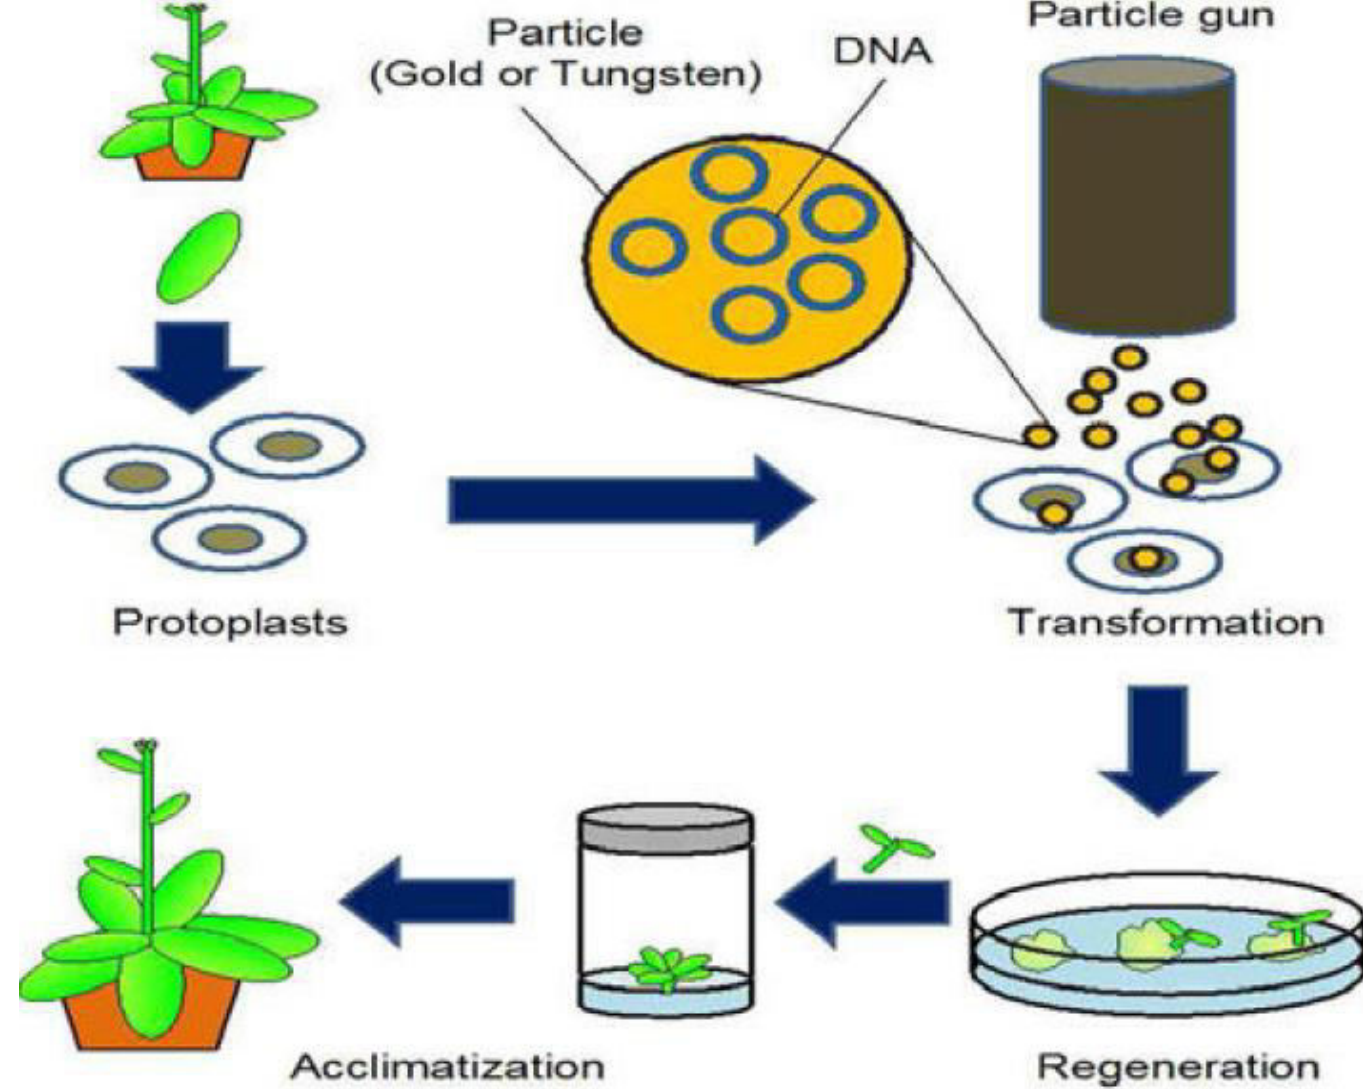 Particle
(Gold or Tungsten)
DNA
Particle gun
Protoplasts
Transformation
Acclimatization
Regeneration